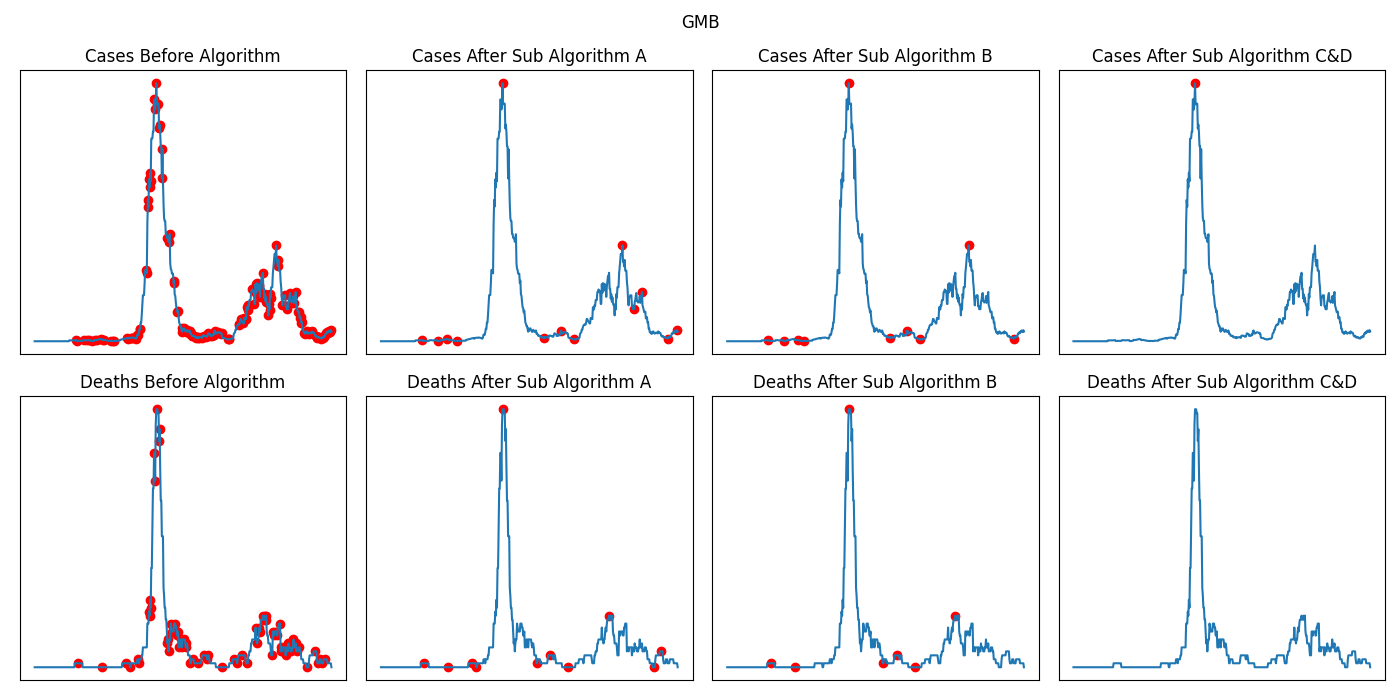 GMB
Cases Before Algorithm
Cases After Sub Algorithm A
Cases After Sub Algorithm B
Cases After Sub Algorithm C&D
Deaths Before Algorithm
Deaths After Sub Algorithm A
Deaths After Sub Algorithm B
Deaths After Sub Algorithm C&D